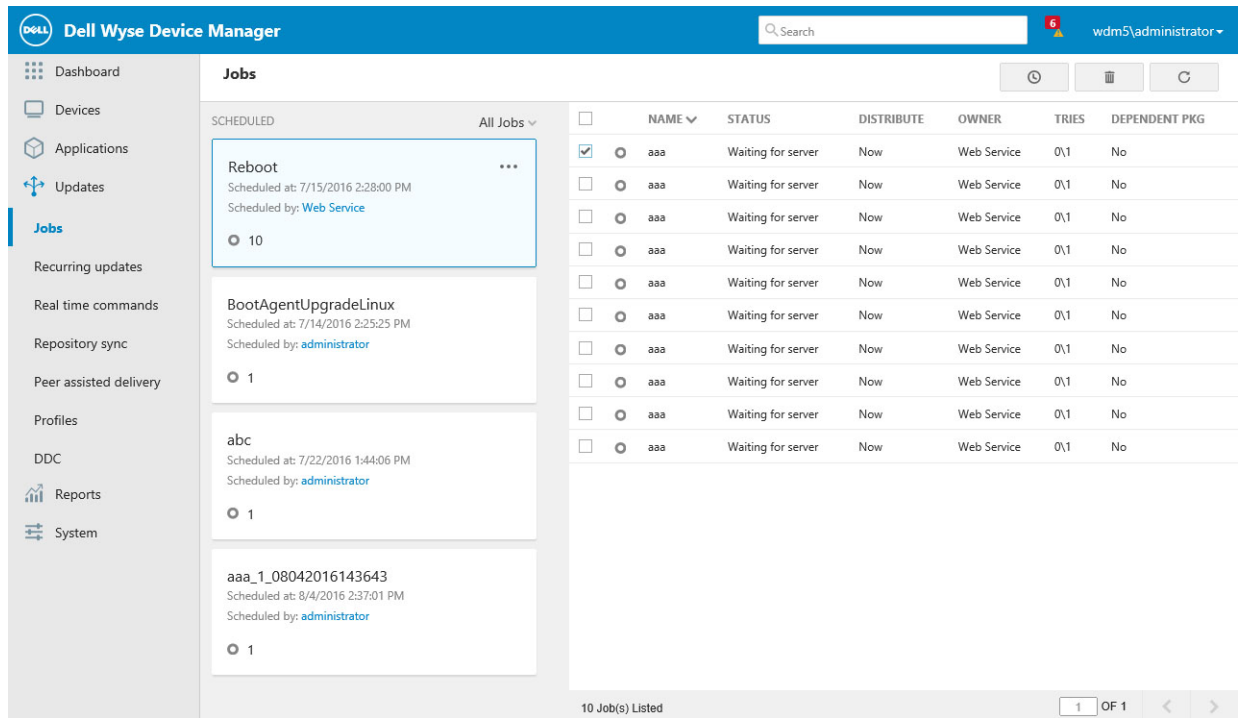 DELL Dell Wyse Device Manager
Search
6
wdm5\administrator
Dashboard
Devices
Applications
Updates
Jobs
Recurring updates
Real time commands
Repository sync
Peer assisted delivery
Profiles
DDC
Reports
System
Jobs
SCHEDULED All Jobs
Reboot
Scheduled at: 7/15/2016 2:28:00 PM
Scheduled by: Web Service
10
BootAgentUpgradeLinux
Scheduled at: 7/14/2016 2:25:25 PM
Scheduled by: administrator
1
abc
Scheduled at: 7/22/2016 1:44:06 PM
Scheduled by: administrator
1
aaa_1_08042016143643
Scheduled at: 8/4/2016 2:37:01 PM
Scheduled by: administrator
1
NAME STATUS DISTRIBUTE OWNER TRIES DEPENDENT PKG
aaa Waiting for server Now Web Service 0\1 No
aaa Waiting for server Now Web Service 0\1 No
aaa Waiting for server Now Web Service 0\1 No
aaa Waiting for server Now Web Service 0\1 No
aaa Waiting for server Now Web Service 0\1 No
aaa Waiting for server Now Web Service 0\1 No
aaa Waiting for server Now Web Service 0\1 No
aaa Waiting for server Now Web Service 0\1 No
aaa Waiting for server Now Web Service 0\1 No
aaa Waiting for server Now Web Service 0\1 No
10 Job(s) Listed
1 OF 1